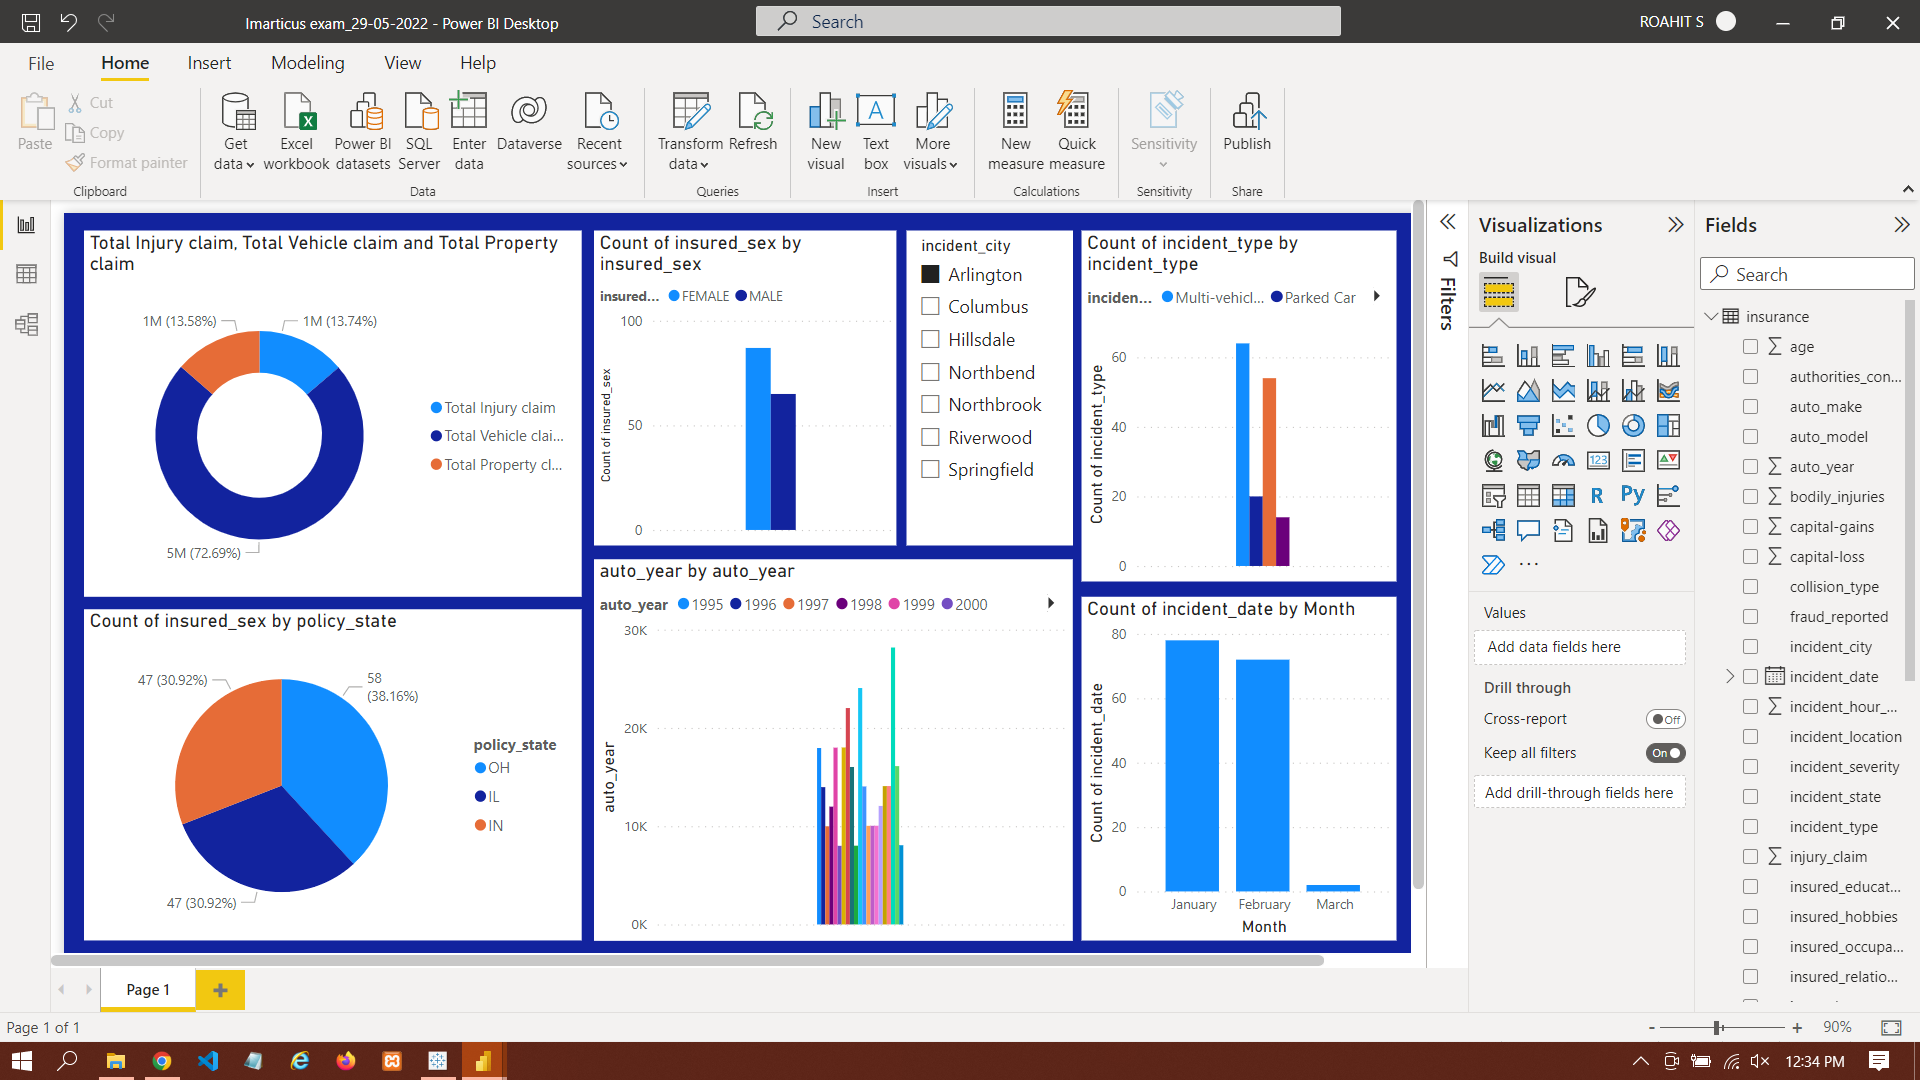 Imarticus exam_29-05-2022 - Power BI Desktop
Search
ROAHIT S
File Home Insert Modeling View Help
Paste
Cut
Copy
Format painter
Clipboard
Get data
Excel workbook
Power BI datasets
SQL Server
Enter data
Dataverse
Recent sources
Data
Transform data
Refresh
Queries
New visual
Text box
More visuals
Insert
New measure
Quick measure
Calculations
Sensitivity
Sensitivity
Publish
Share
Total Injury claim, Total Vehicle claim and Total Property
claim
1M (13.58%)
1M (13.74%)
5M (72.69%)
Total Injury claim
Total Vehicle clai...
Total Property cl...
Count of insured_sex by
insured_sex
insured... FEMALE MALE
Count of insured_sex
100
50
0
incident_city
Arlington
Columbus
Hillsdale
Northbend
Northbrook
Riverwood
Springfield
Count of incident_type by
incident_type
inciden... Multi-vehicl... Parked Car
Count of incident_type
60
40
20
0
Count of insured_sex by policy_state
47 (30.92%)
58
(38.16%)
47 (30.92%)
policy_state
OH
IL
IN
auto_year by auto_year
auto_year 1995 1996 1997 1998 1999 2000
auto_year
30K
20K
10K
0K
Count of incident_date by Month
Count of incident_date
80
60
40
20
0
January February March
Month
Filters
Visualizations
Build visual
123
R
Py
...
Values
Add data fields here
Drill through
Cross-report
Off
Keep all filters
On
Add drill-through fields here
Fields
Search
insurance
age
authorities_con...
auto_make
auto_model
auto_year
bodily_injuries
capital-gains
capital-loss
collision_type
fraud_reported
incident_city
incident_date
incident_hour_...
incident_location
incident_severity
incident_state
incident_type
injury_claim
insured_educat...
insured_hobbies
insured_occupa...
insured_relatio...
Page 1
Page 1 of 1
- + 90%
12:34 PM